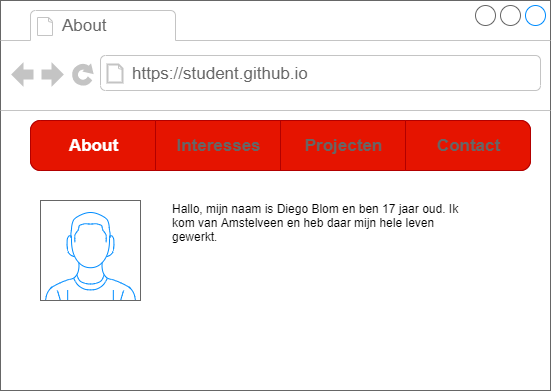 About
https://student.github.io
About Interesses Projecten Contact
Hallo, mijn naam is Diego Blom en ben 17 jaar oud. Ik
kom van Amstelveen en heb daar mijn hele leven
gewerkt.